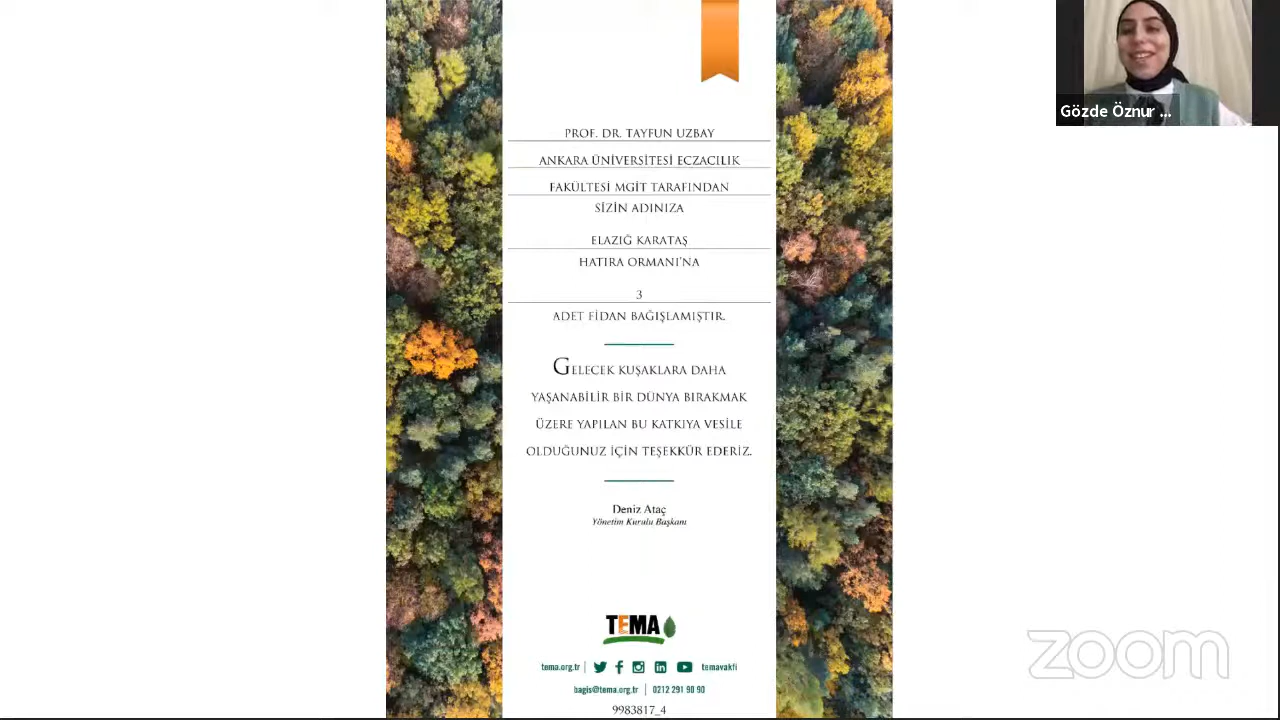 PROF. DR. TAYFUN UZBAY
ANKARA ÜNİVERSİTESİ ECZACILIK
FAKÜLTESİ MGİT TARAFINDAN
SİZİN ADINIZA
ELAZIĞ KARATAŞ
HATIRA ORMANI'NA
3
ADET FİDAN BAĞIŞLAMIŞTIR.
GELECEK KUŞAKLARA DAHA
YAŞANABİLİR BİR DÜNYA BIRAKMAK
ÜZERE YAPILAN BU KATKIYA VESİLE
OLDUĞUNUZ İÇİN TEŞEKKÜR EDERİZ.
Deniz Ataç
Yönetim Kurulu Başkanı
TEMA
tema.org.tr | temavakfi
bagis@tema.org.tr | 0212 291 90 90
9983817_4
Gözde Öznur ...
zoom